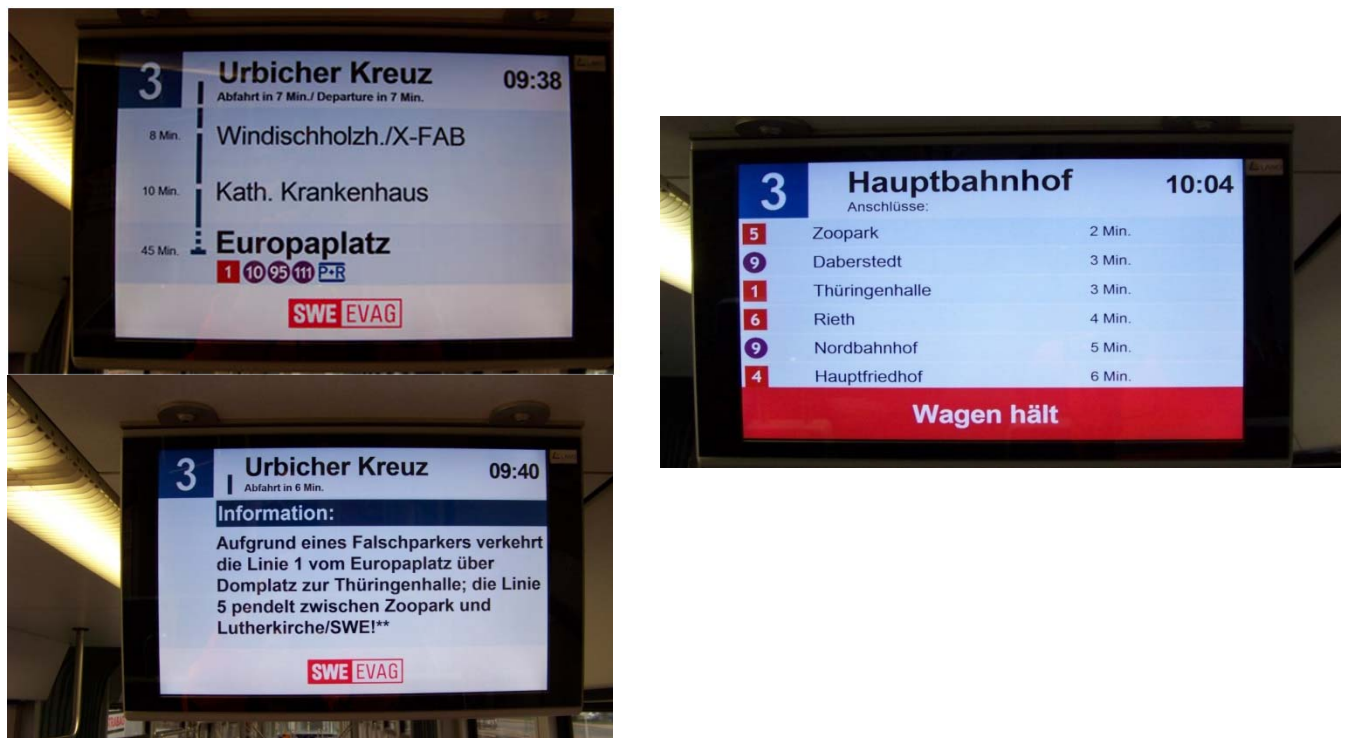 3 Urbicher Kreuz 09:38
Abfahrt in 7 Min./ Departure in 7 Min.
8 Min. Windischholzh./X-FAB
10 Min. Kath. Krankenhaus
45 Min. Europaplatz
1 10 95 111 P+R
SWE EVAG
3 Urbicher Kreuz 09:40
Abfahrt in 6 Min.
Information:
Aufgrund eines Falschparkers verkehrt
die Linie 1 vom Europaplatz über
Domplatz zur Thüringenhalle; die Linie
5 pendelt zwischen Zoopark und
Lutherkirche/SWE!**
SWE EVAG
3 Hauptbahnhof 10:04
Anschlüsse:
5 Zoopark 2 Min.
9 Daberstedt 3 Min.
1 Thüringenhalle 3 Min.
6 Rieth 4 Min.
9 Nordbahnhof 5 Min.
4 Hauptfriedhof 6 Min.
Wagen hält